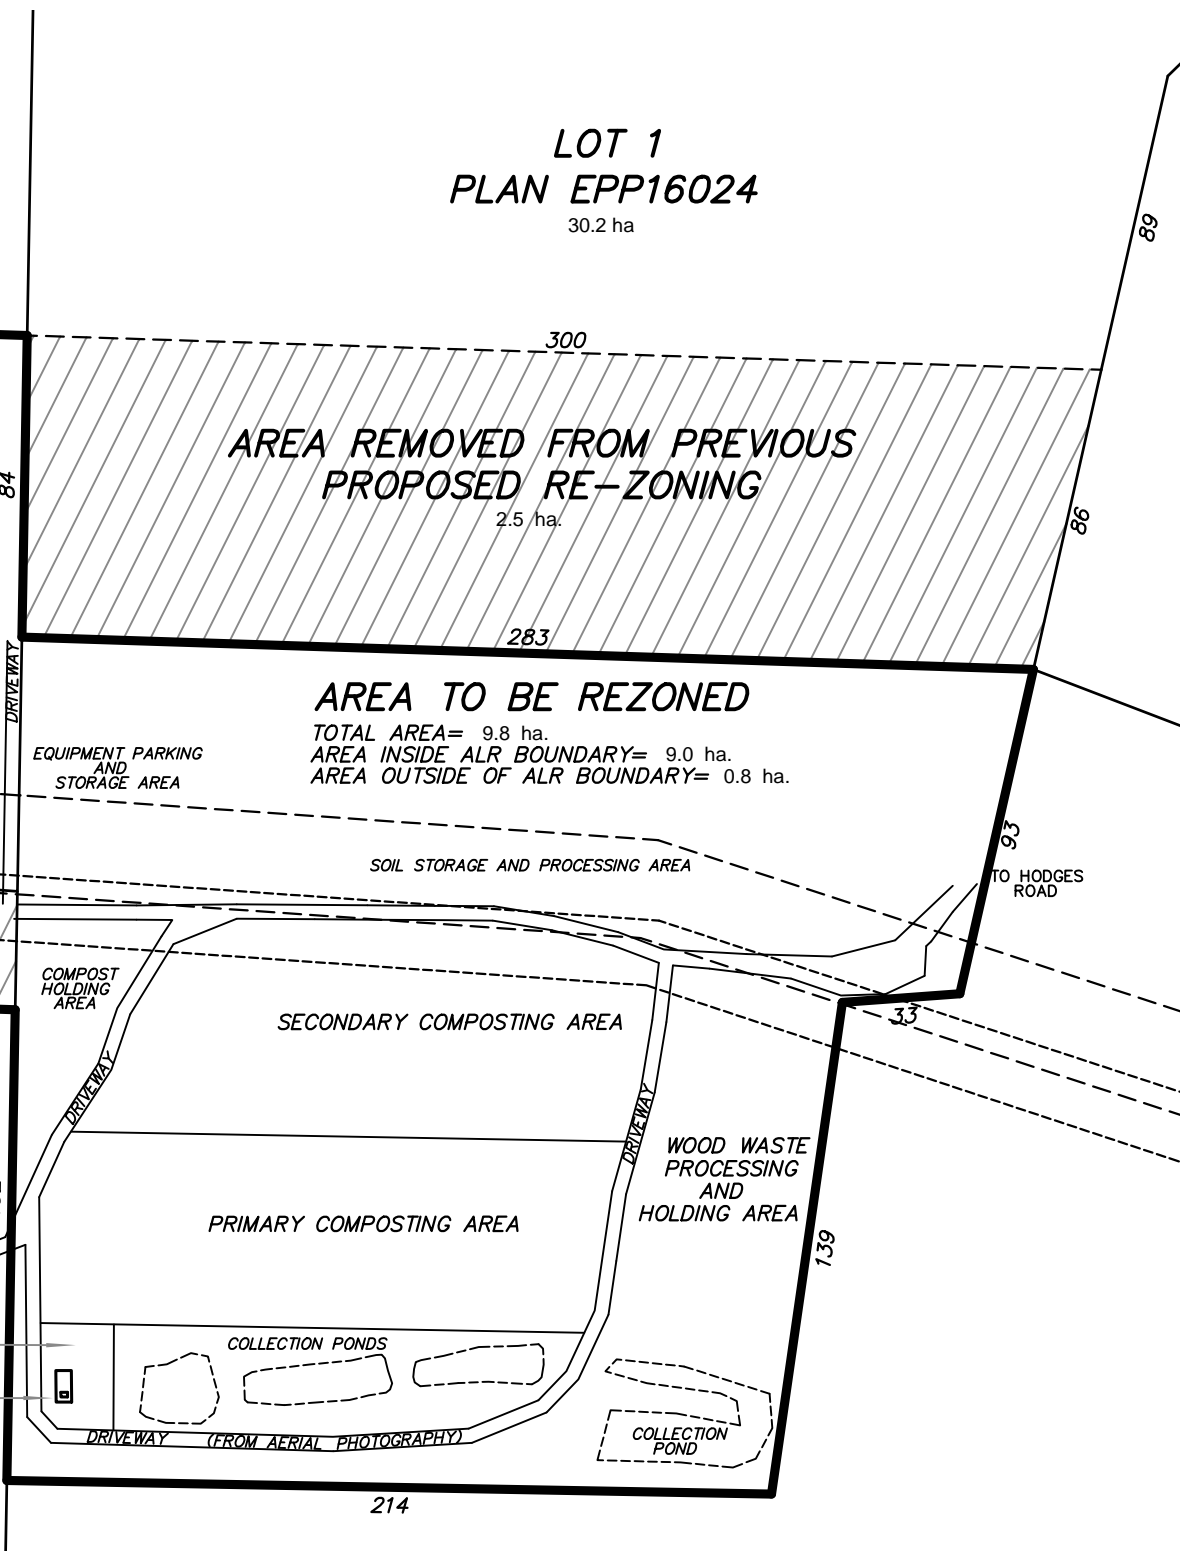 LOT 1
PLAN EPP16024
30.2 ha
89
300
AREA REMOVED FROM PREVIOUS
PROPOSED RE-ZONING
2.5 ha.
84
86
283
DRIVEWAY
AREA TO BE REZONED
TOTAL AREA= 9.8 ha.
AREA INSIDE ALR BOUNDARY= 9.0 ha.
AREA OUTSIDE OF ALR BOUNDARY= 0.8 ha.
EQUIPMENT PARKING
AND
STORAGE AREA
93
SOIL STORAGE AND PROCESSING AREA
TO HODGES
ROAD
COMPOST
HOLDING
AREA
SECONDARY COMPOSTING AREA
33
DRIVEWAY
DRIVEWAY
WOOD WASTE
PROCESSING
AND
HOLDING AREA
PRIMARY COMPOSTING AREA
139
COLLECTION PONDS
COLLECTION
POND
DRIVEWAY (FROM AERIAL PHOTOGRAPHY)
214